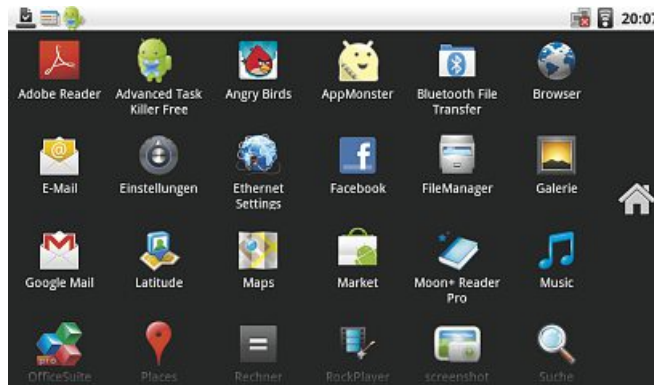 20:07
Adobe Reader
Advanced Task
Killer Free
Angry Birds
AppMonster
Bluetooth File
Transfer
Browser
E-Mail
Einstellungen
Ethernet
Settings
Facebook
FileManager
Galerie
Google Mail
Latitude
Maps
Market
Moon+ Reader
Pro
Music
pro
OfficeSuite
Places
Rechner
RockPlayer
screenshot
Suche